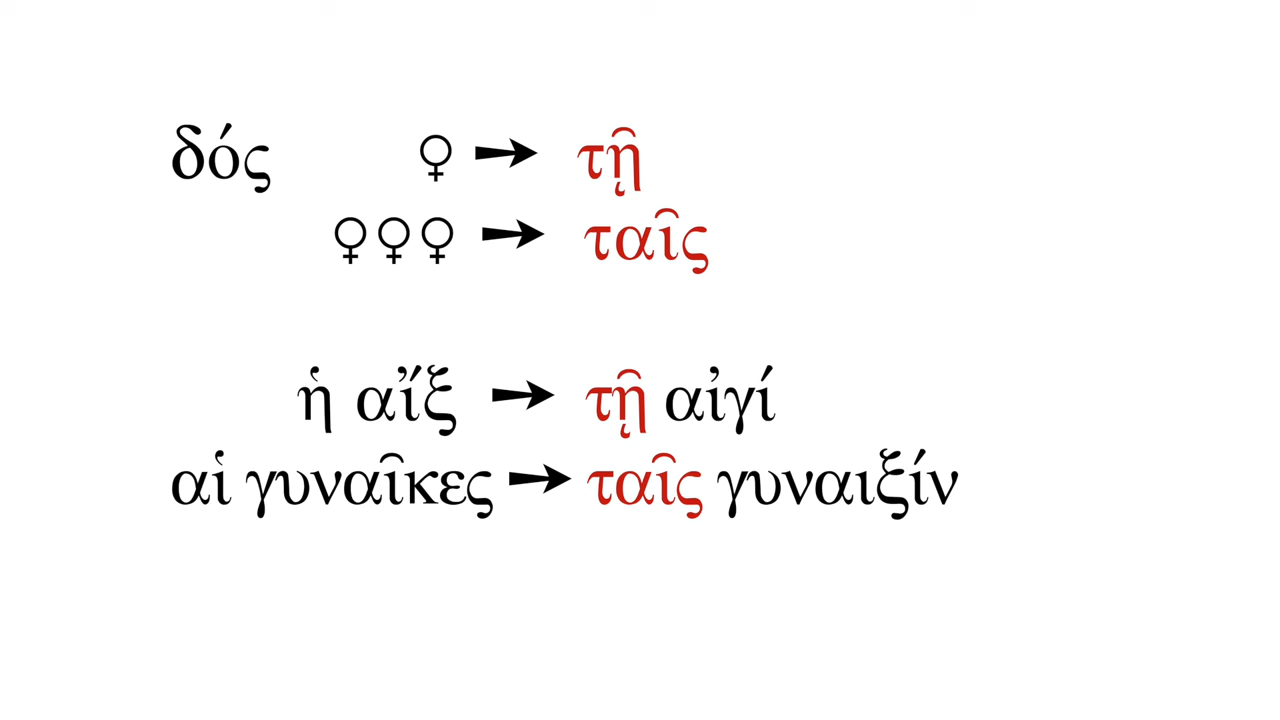 δός ♀ → τῇ
♀♀♀ → ταῖς
ἡ αἴξ → τῇ αἰγί
αἱ γυναῖκες → ταῖς γυναιξίν